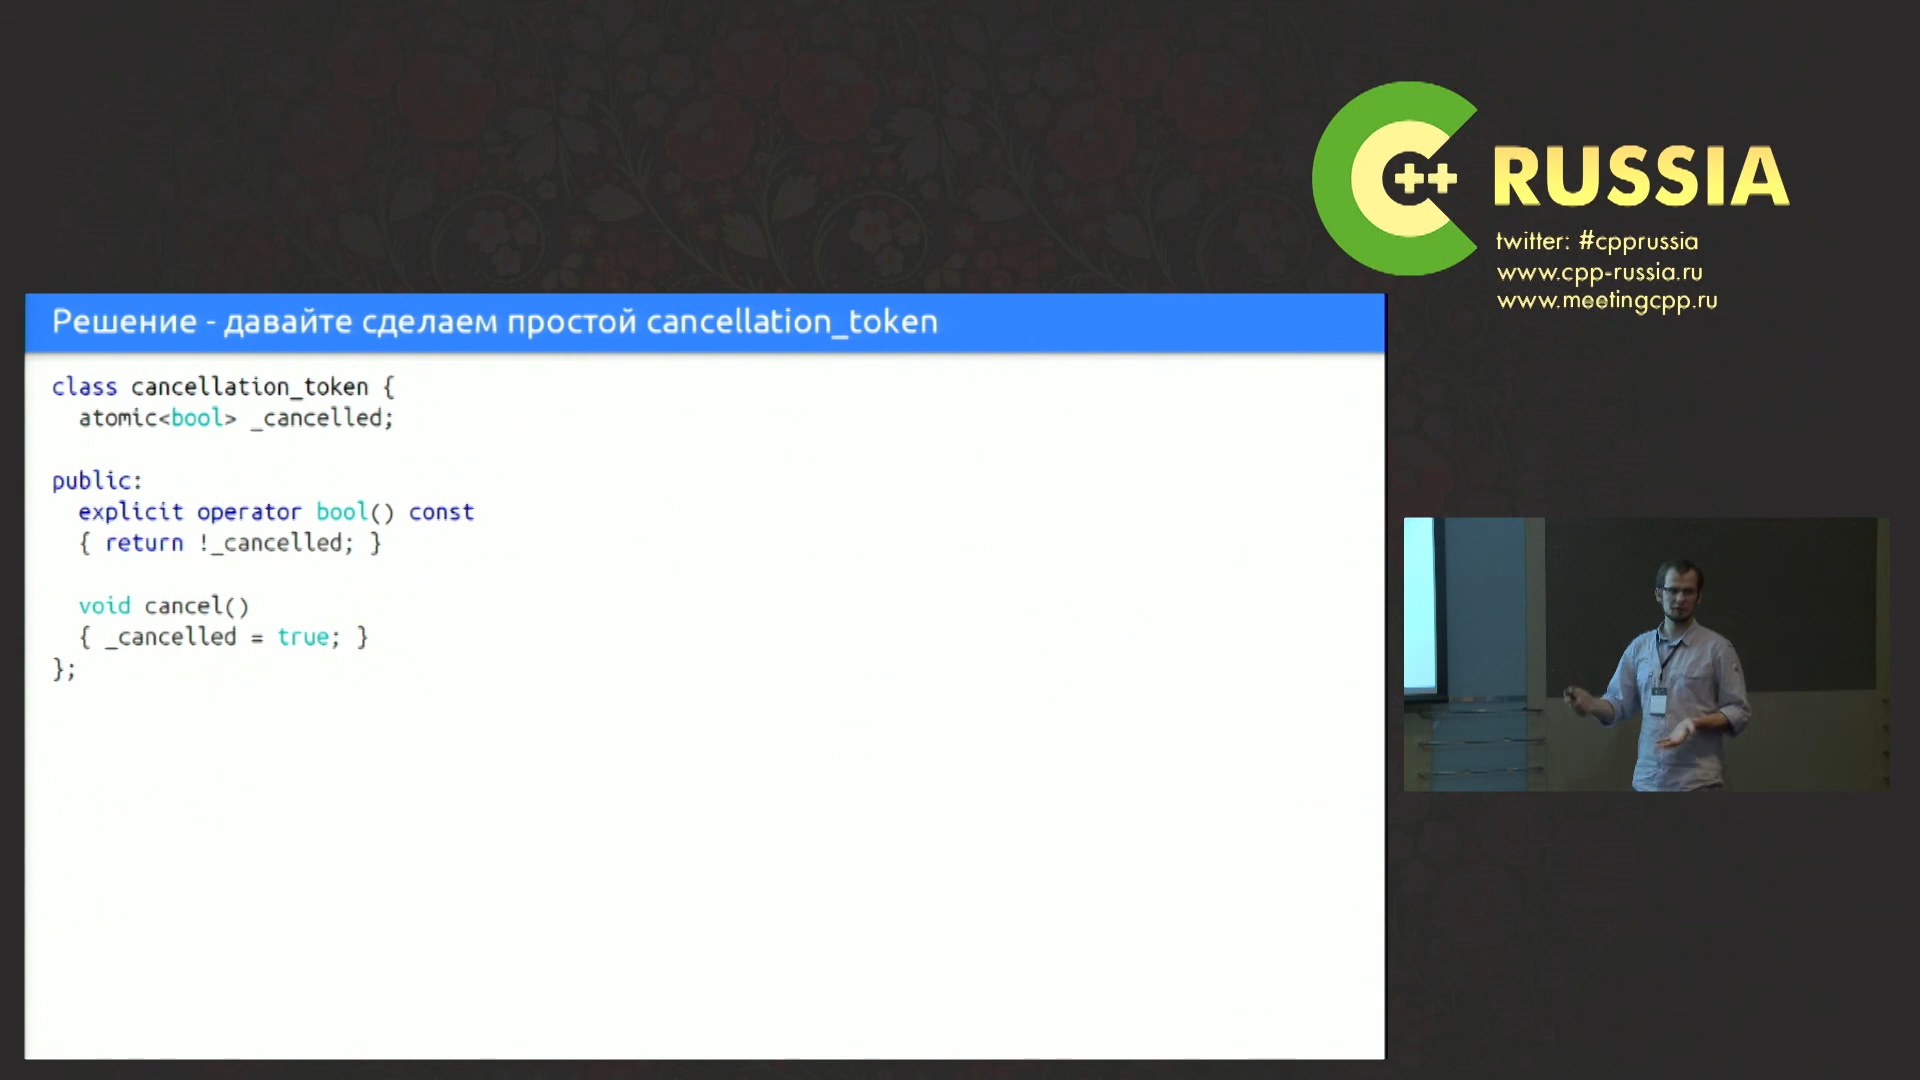 C++ RUSSIA
twitter: #cpprussia
www.cpp-russia.ru
www.meetingcpp.ru
Решение - давайте сделаем простой cancellation_token
class cancellation_token {
  atomic<bool> _cancelled;
public:
  explicit operator bool() const
  { return !_cancelled; }
  void cancel()
  { _cancelled = true; }
};